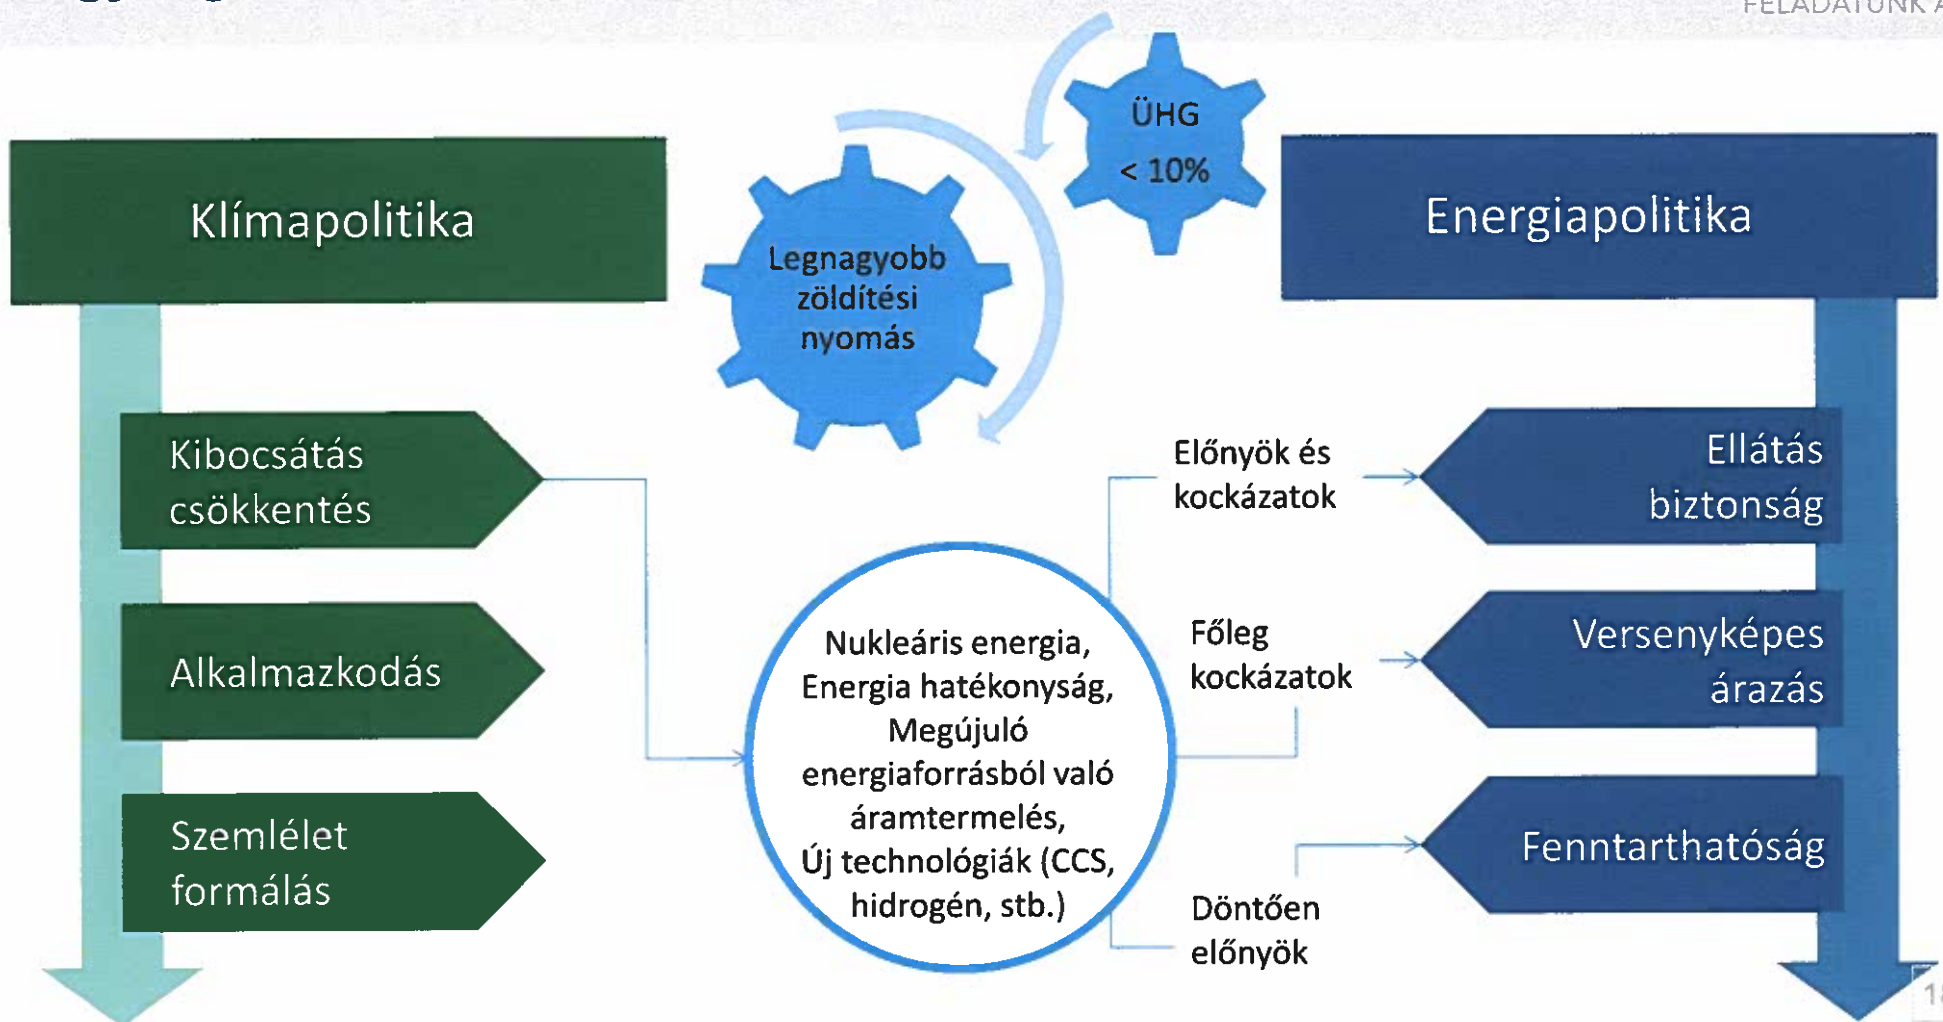 FELADATUNK A
ÜHG
< 10%
Klímapolitika
Legnagyobb
zöldítési
nyomás
Energiapolitika
Kibocsátás
csökkentés
Előnyök és
kockázatok
Ellátás
biztonság
Alkalmazkodás
Nukleáris energia,
Energia hatékonyság,
Megújuló
energiaforrásból való
áramtermelés,
Új technológiák (CCS,
hidrogén, stb.)
Főleg
kockázatok
Versenyképes
árazás
Szemlélet
formálás
Döntően
előnyök
Fenntarthatóság